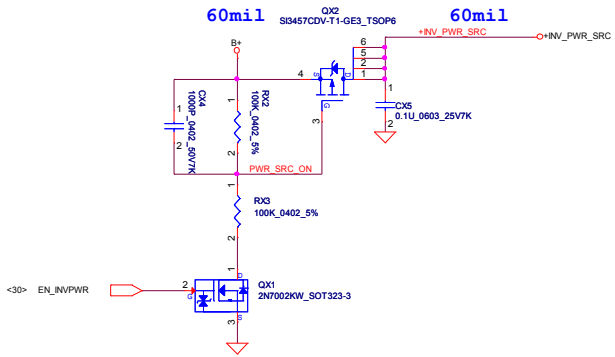 60mil
QX2
SI3457CDV-T1-GE3_TSOP6
60mil
B+
+INV_PWR_SRC
+INV_PWR_SRC
4
S
D
G
6
5
2
1
3
1
2
CX4
1000P_0402_50V7K
1
2
RX2
100K_0402_5%
1
2
CX5
0.1U_0603_25V7K
PWR_SRC_ON
1
2
RX3
100K_0402_5%
<30>
EN_INVPWR
2
G
1
D
S
3
QX1
2N7002KW_SOT323-3